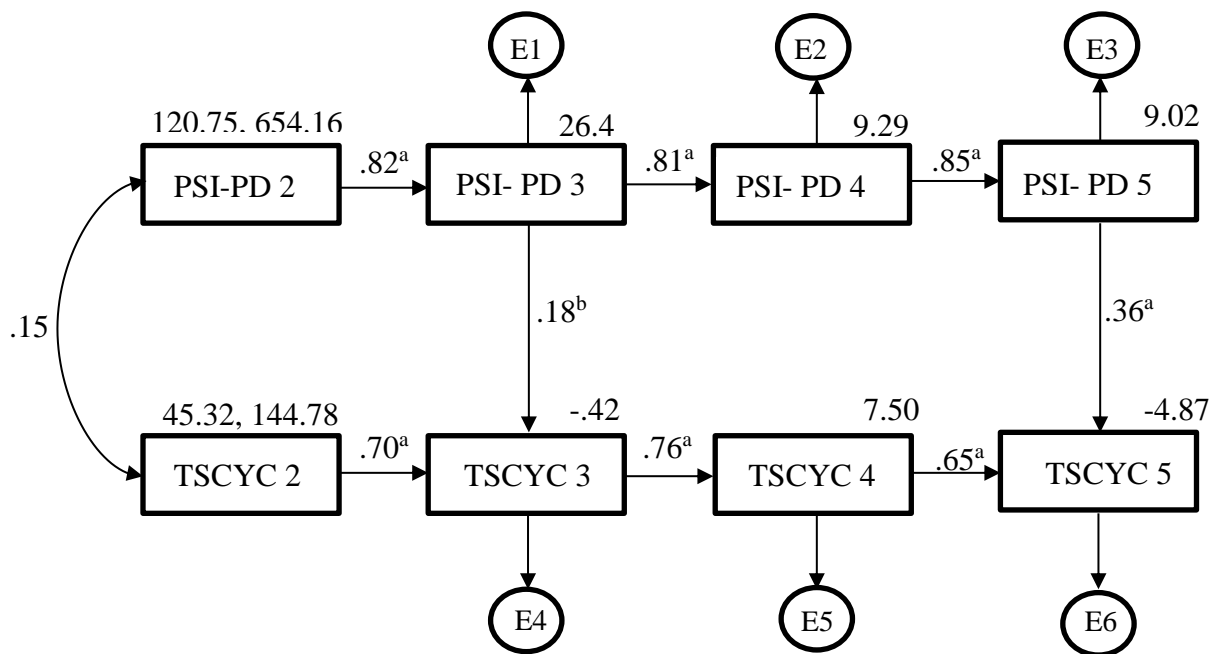 E1
E2
E3
120.75, 654.16
26.4
9.29
9.02
PSI-PD 2
.82ᵃ
PSI- PD 3
.81ᵃ
PSI- PD 4
.85ᵃ
PSI- PD 5
.15
.18ᵇ
.36ᵃ
45.32, 144.78
-.42
7.50
-4.87
TSCYC 2
.70ᵃ
TSCYC 3
.76ᵃ
TSCYC 4
.65ᵃ
TSCYC 5
E4
E5
E6